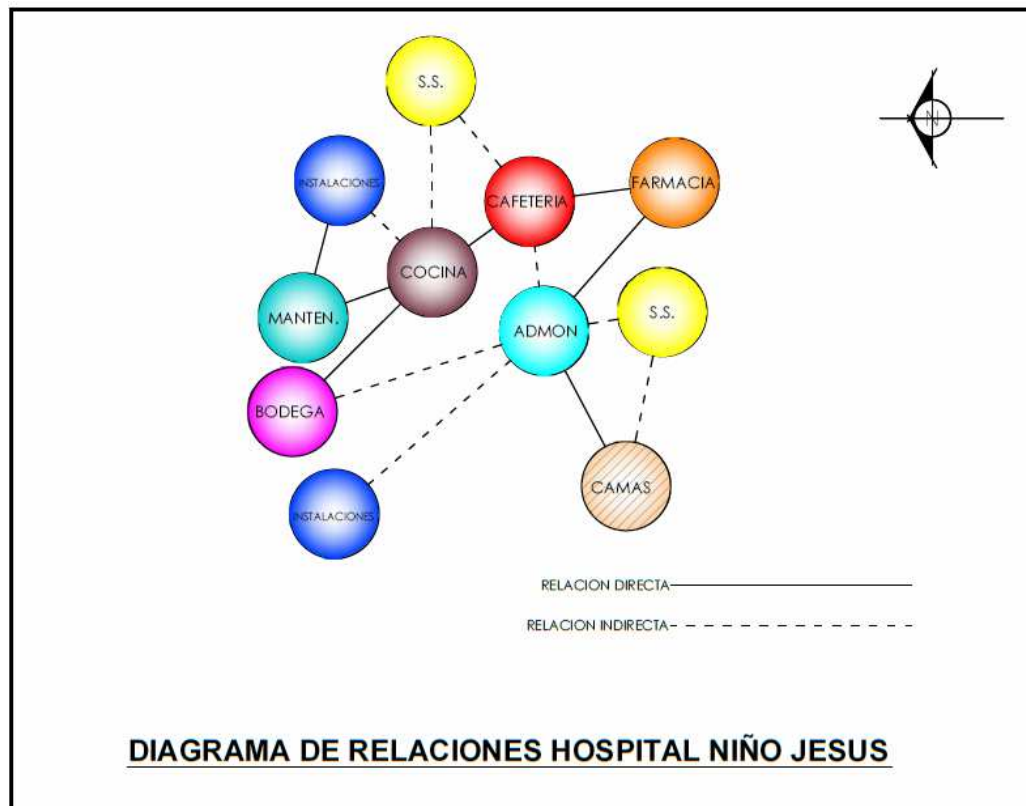 S.S.
INSTALACIONES
CAFETERIA
FARMACIA
COCINA
MANTEN.
ADMON
S.S.
BODEGA
CAMAS
INSTALACIONES
RELACION DIRECTA
RELACION INDIRECTA
N
DIAGRAMA DE RELACIONES HOSPITAL NIÑO JESUS